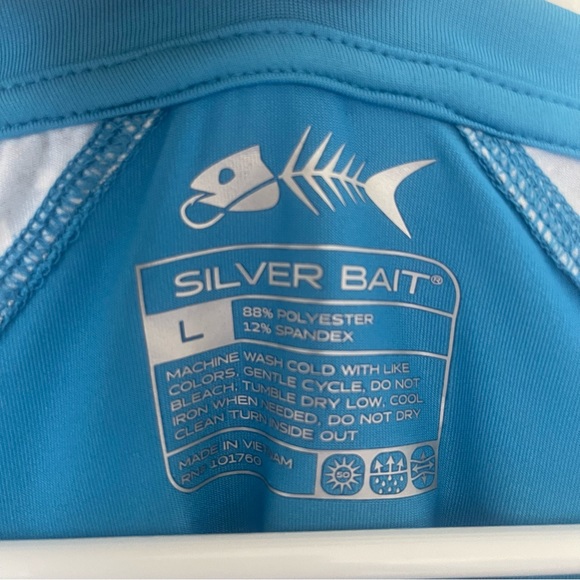 SILVER BAIT®
L
88% POLYESTER
12% SPANDEX
MACHINE WASH COLD WITH LIKE
COLORS, GENTLE CYCLE, DO NOT
BLEACH, TUMBLE DRY LOW, COOL
IRON WHEN NEEDED, DO NOT DRY
CLEAN TURN INSIDE OUT
MADE IN VIETNAM
RN# 101760
50